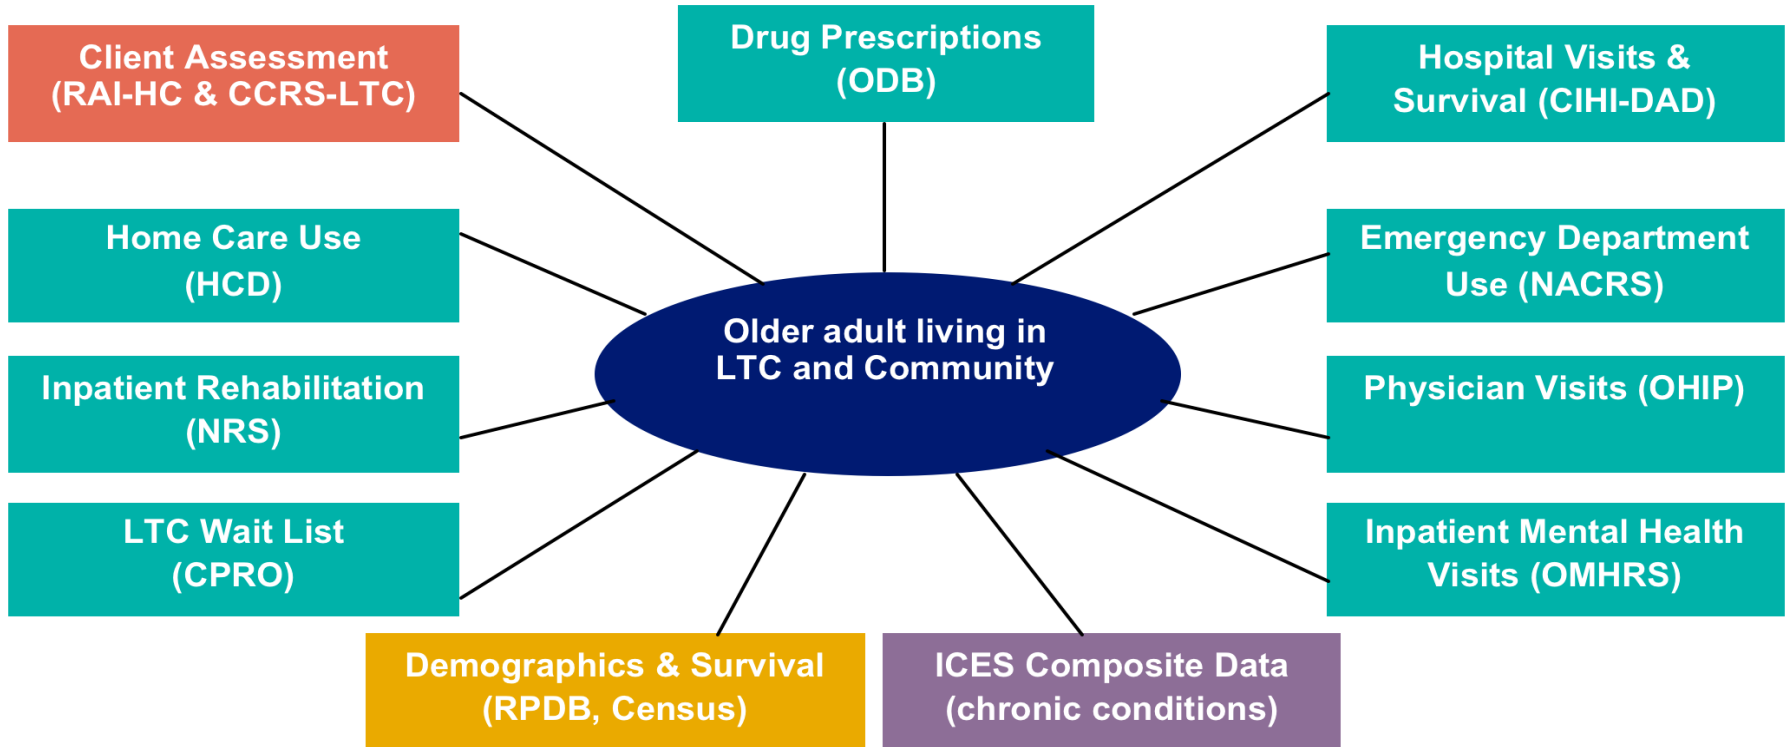 Client Assessment
(RAI-HC & CCRS-LTC)
Drug Prescriptions
(ODB)
Hospital Visits &
Survival (CIHI-DAD)
Home Care Use
(HCD)
Emergency Department
Use (NACRS)
Older adult living in
LTC and Community
Inpatient Rehabilitation
(NRS)
Physician Visits (OHIP)
LTC Wait List
(CPRO)
Inpatient Mental Health
Visits (OMHRS)
Demographics & Survival
(RPDB, Census)
ICES Composite Data
(chronic conditions)